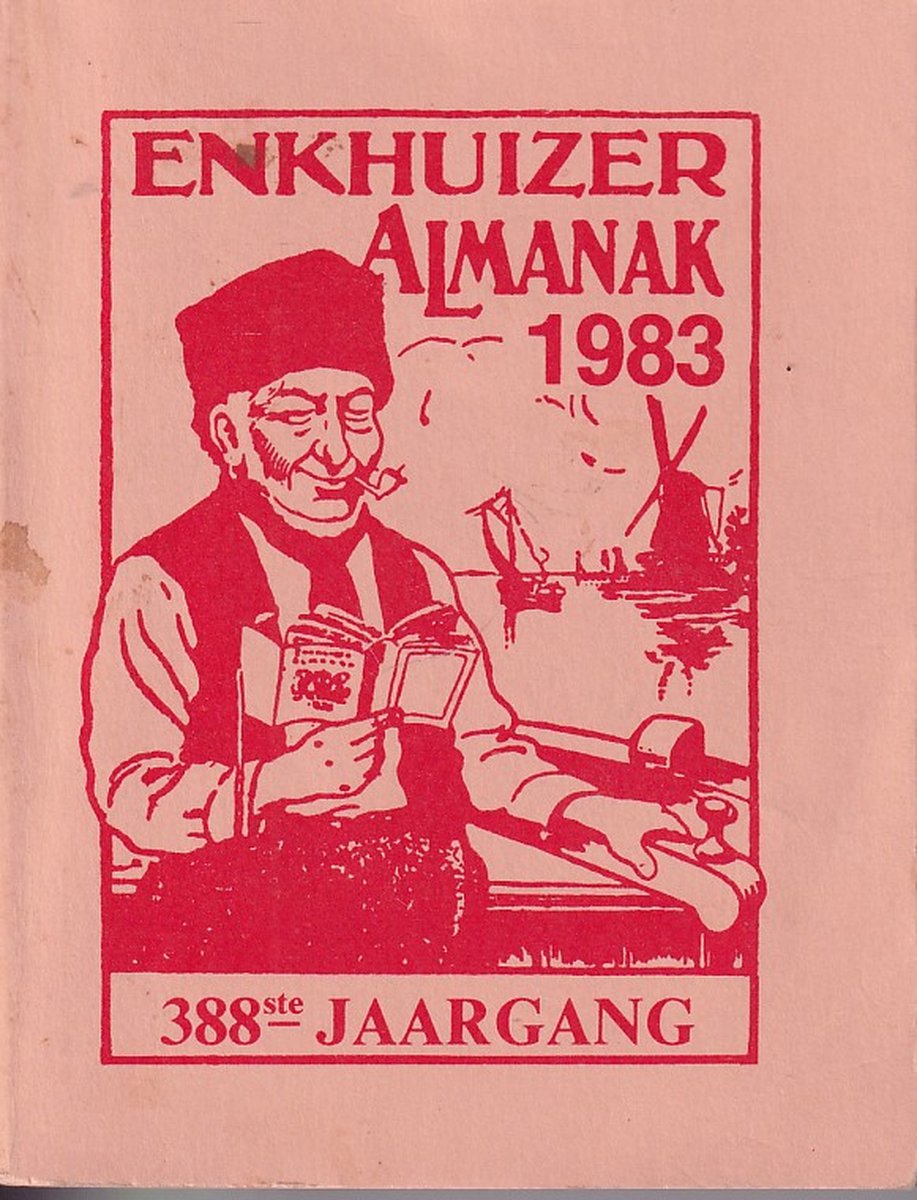 ENKHUIZER
ALMANAK
1983
388ste JAARGANG